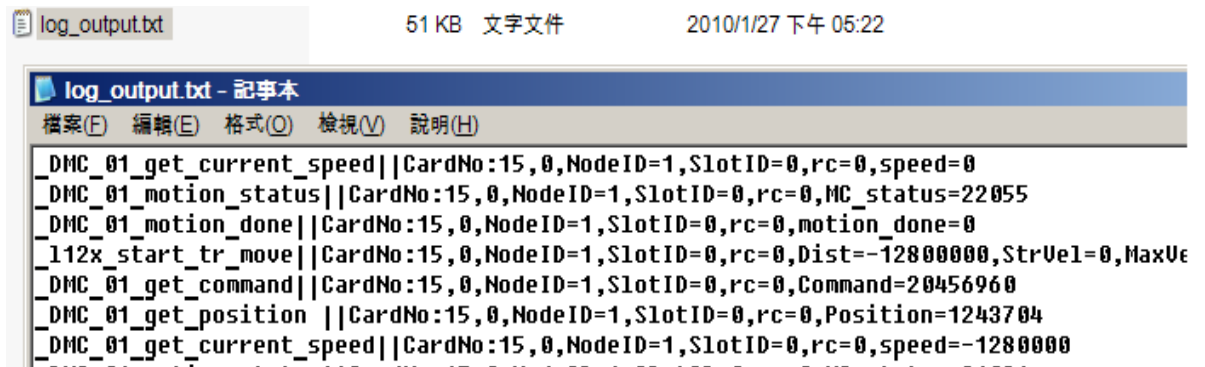 log_output.txt 51 KB 文字文件 2010/1/27 下午 05:22
log_output.txt - 記事本
檔案(F) 編輯(E) 格式(O) 檢視(V) 說明(H)
_DMC_01_get_current_speed||CardNo:15,0,NodeID=1,SlotID=0,rc=0,speed=0
_DMC_01_motion_status||CardNo:15,0,NodeID=1,SlotID=0,rc=0,MC_status=22055
_DMC_01_motion_done||CardNo:15,0,NodeID=1,SlotID=0,rc=0,motion_done=0
_l12x_start_tr_move||CardNo:15,0,NodeID=1,SlotID=0,rc=0,Dist=-12800000,StrVel=0,MaxVe
_DMC_01_get_command||CardNo:15,0,NodeID=1,SlotID=0,rc=0,Command=20456960
_DMC_01_get_position ||CardNo:15,0,NodeID=1,SlotID=0,rc=0,Position=1243704
_DMC_01_get_current_speed||CardNo:15,0,NodeID=1,SlotID=0,rc=0,speed=-1280000